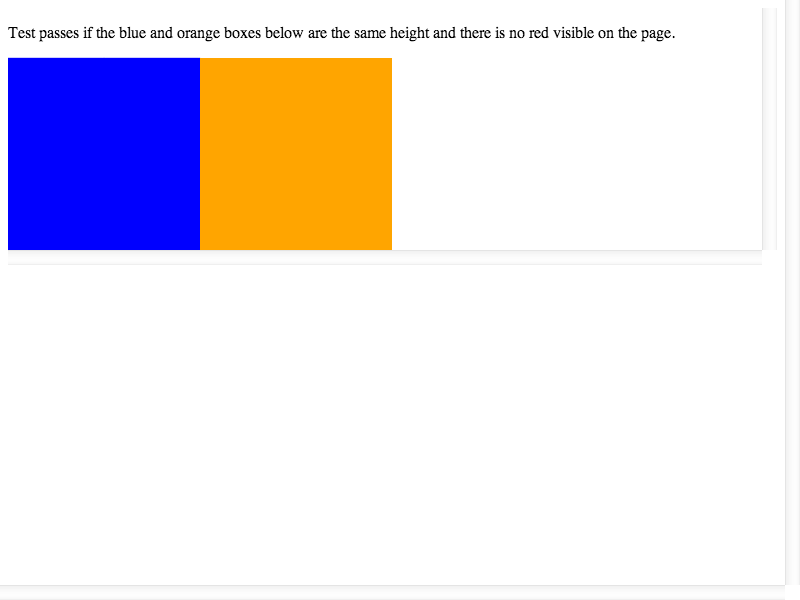 Test passes if the blue and orange boxes below are the same height and there is no red visible on the page.